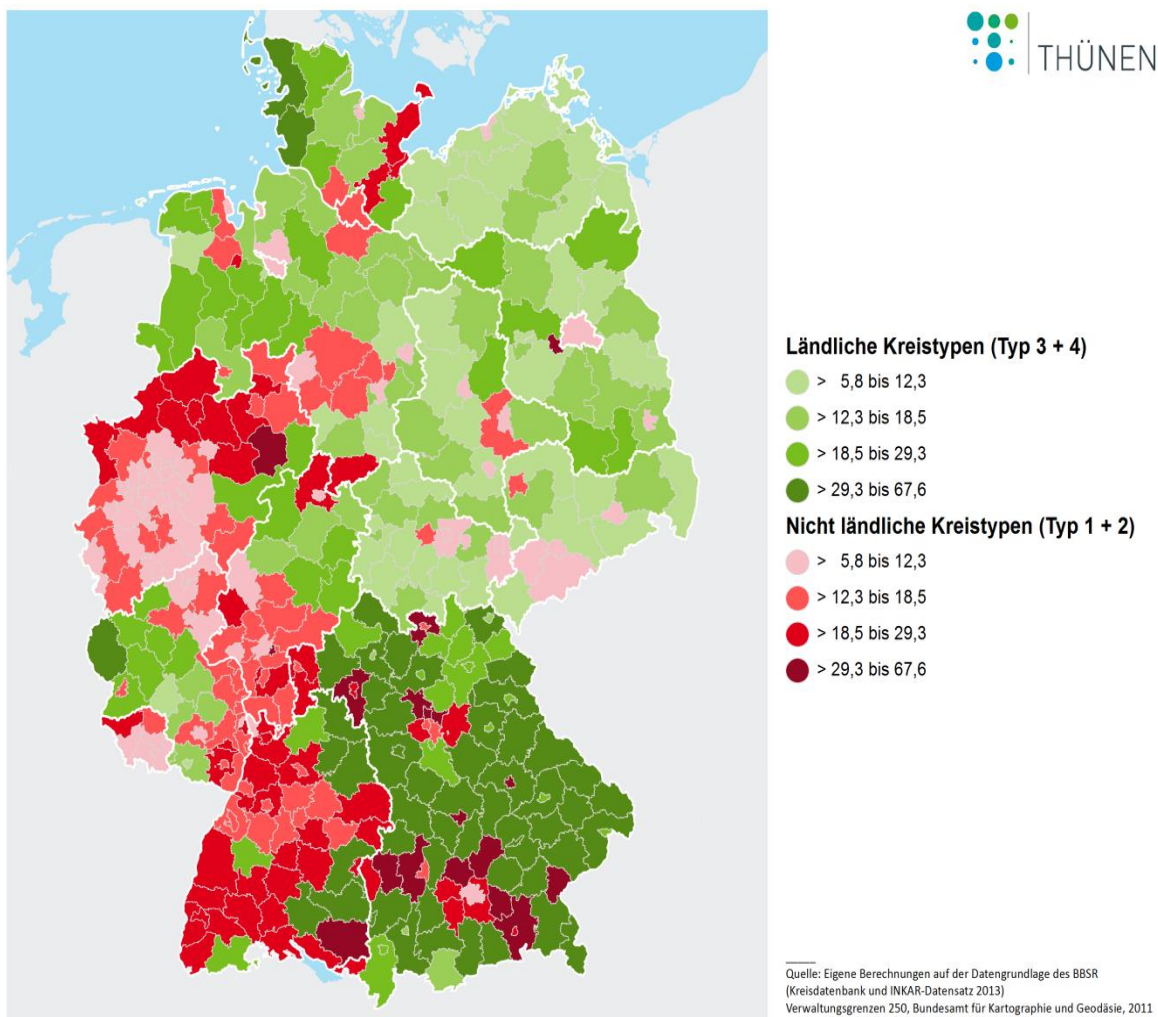 THÜNEN
Ländliche Kreistypen (Typ 3 + 4)
> 5,8 bis 12,3
> 12,3 bis 18,5
> 18,5 bis 29,3
> 29,3 bis 67,6
Nicht ländliche Kreistypen (Typ 1 + 2)
> 5,8 bis 12,3
> 12,3 bis 18,5
> 18,5 bis 29,3
> 29,3 bis 67,6
Quelle: Eigene Berechnungen auf der Datengrundlage des BBSR
(Kreisdatenbank und INKAR-Datensatz 2013)
Verwaltungsgrenzen 250, Bundesamt für Kartographie und Geodäsie, 2011